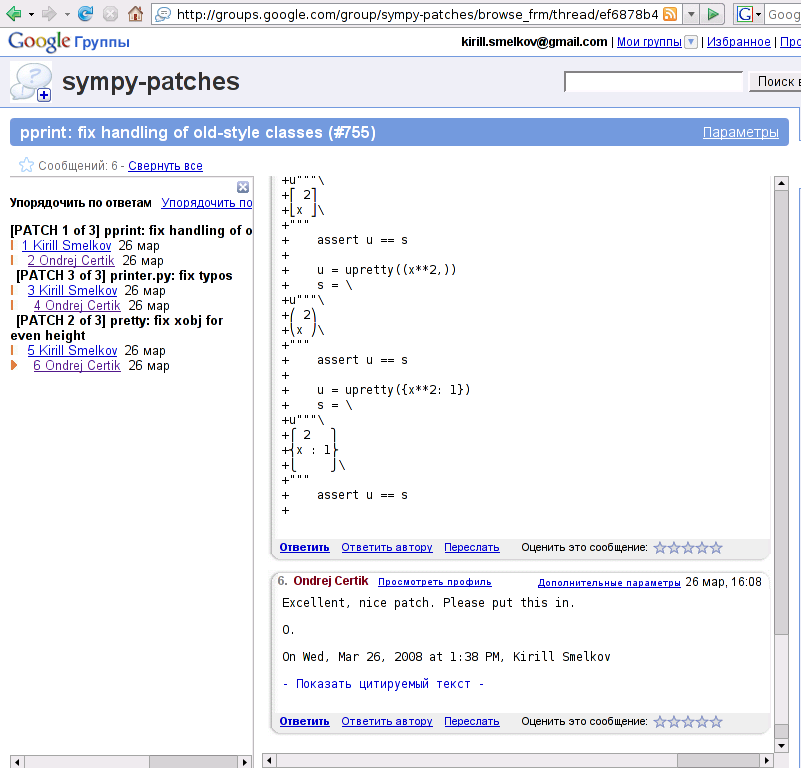 http://groups.google.com/group/sympy-patches/browse_frm/thread/ef6878b4
G Goog
Google Группы
kirill.smelkov@gmail.com | Мои группы | Избранное | Про
sympy-patches
Поиск в
pprint: fix handling of old-style classes (#755)
Параметры
Сообщений: 6 - Свернуть все
Упорядочить по ответам Упорядочить по
[PATCH 1 of 3] pprint: fix handling of o
1 Kirill Smelkov 26 мар
2 Ondrej Certik 26 мар
[PATCH 3 of 3] printer.py: fix typos
3 Kirill Smelkov 26 мар
4 Ondrej Certik 26 мар
[PATCH 2 of 3] pretty: fix xobj for
even height
5 Kirill Smelkov 26 мар
6 Ondrej Certik 26 мар
+u"""\
+⎡ 2⎤
+⎣x ⎦\
+"""
+    assert u == s
+
+    u = upretty((x**2,))
+    s = \
+u"""\
+⎛ 2⎞
+⎝x ⎠\
+"""
+    assert u == s
+
+    u = upretty({x**2: 1})
+    s = \
+u"""\
+⎧ 2   ⎫
+⎨x : 1⎬
+⎩     ⎭\
+"""
+    assert u == s
+
Ответить Ответить автору Переслать Оценить это сообщение:
6. Ondrej Certik Просмотреть профиль Дополнительные параметры 26 мар, 16:08
Excellent, nice patch. Please put this in.
O.
On Wed, Mar 26, 2008 at 1:38 PM, Kirill Smelkov
- Показать цитируемый текст -
Ответить Ответить автору Переслать Оценить это сообщение: